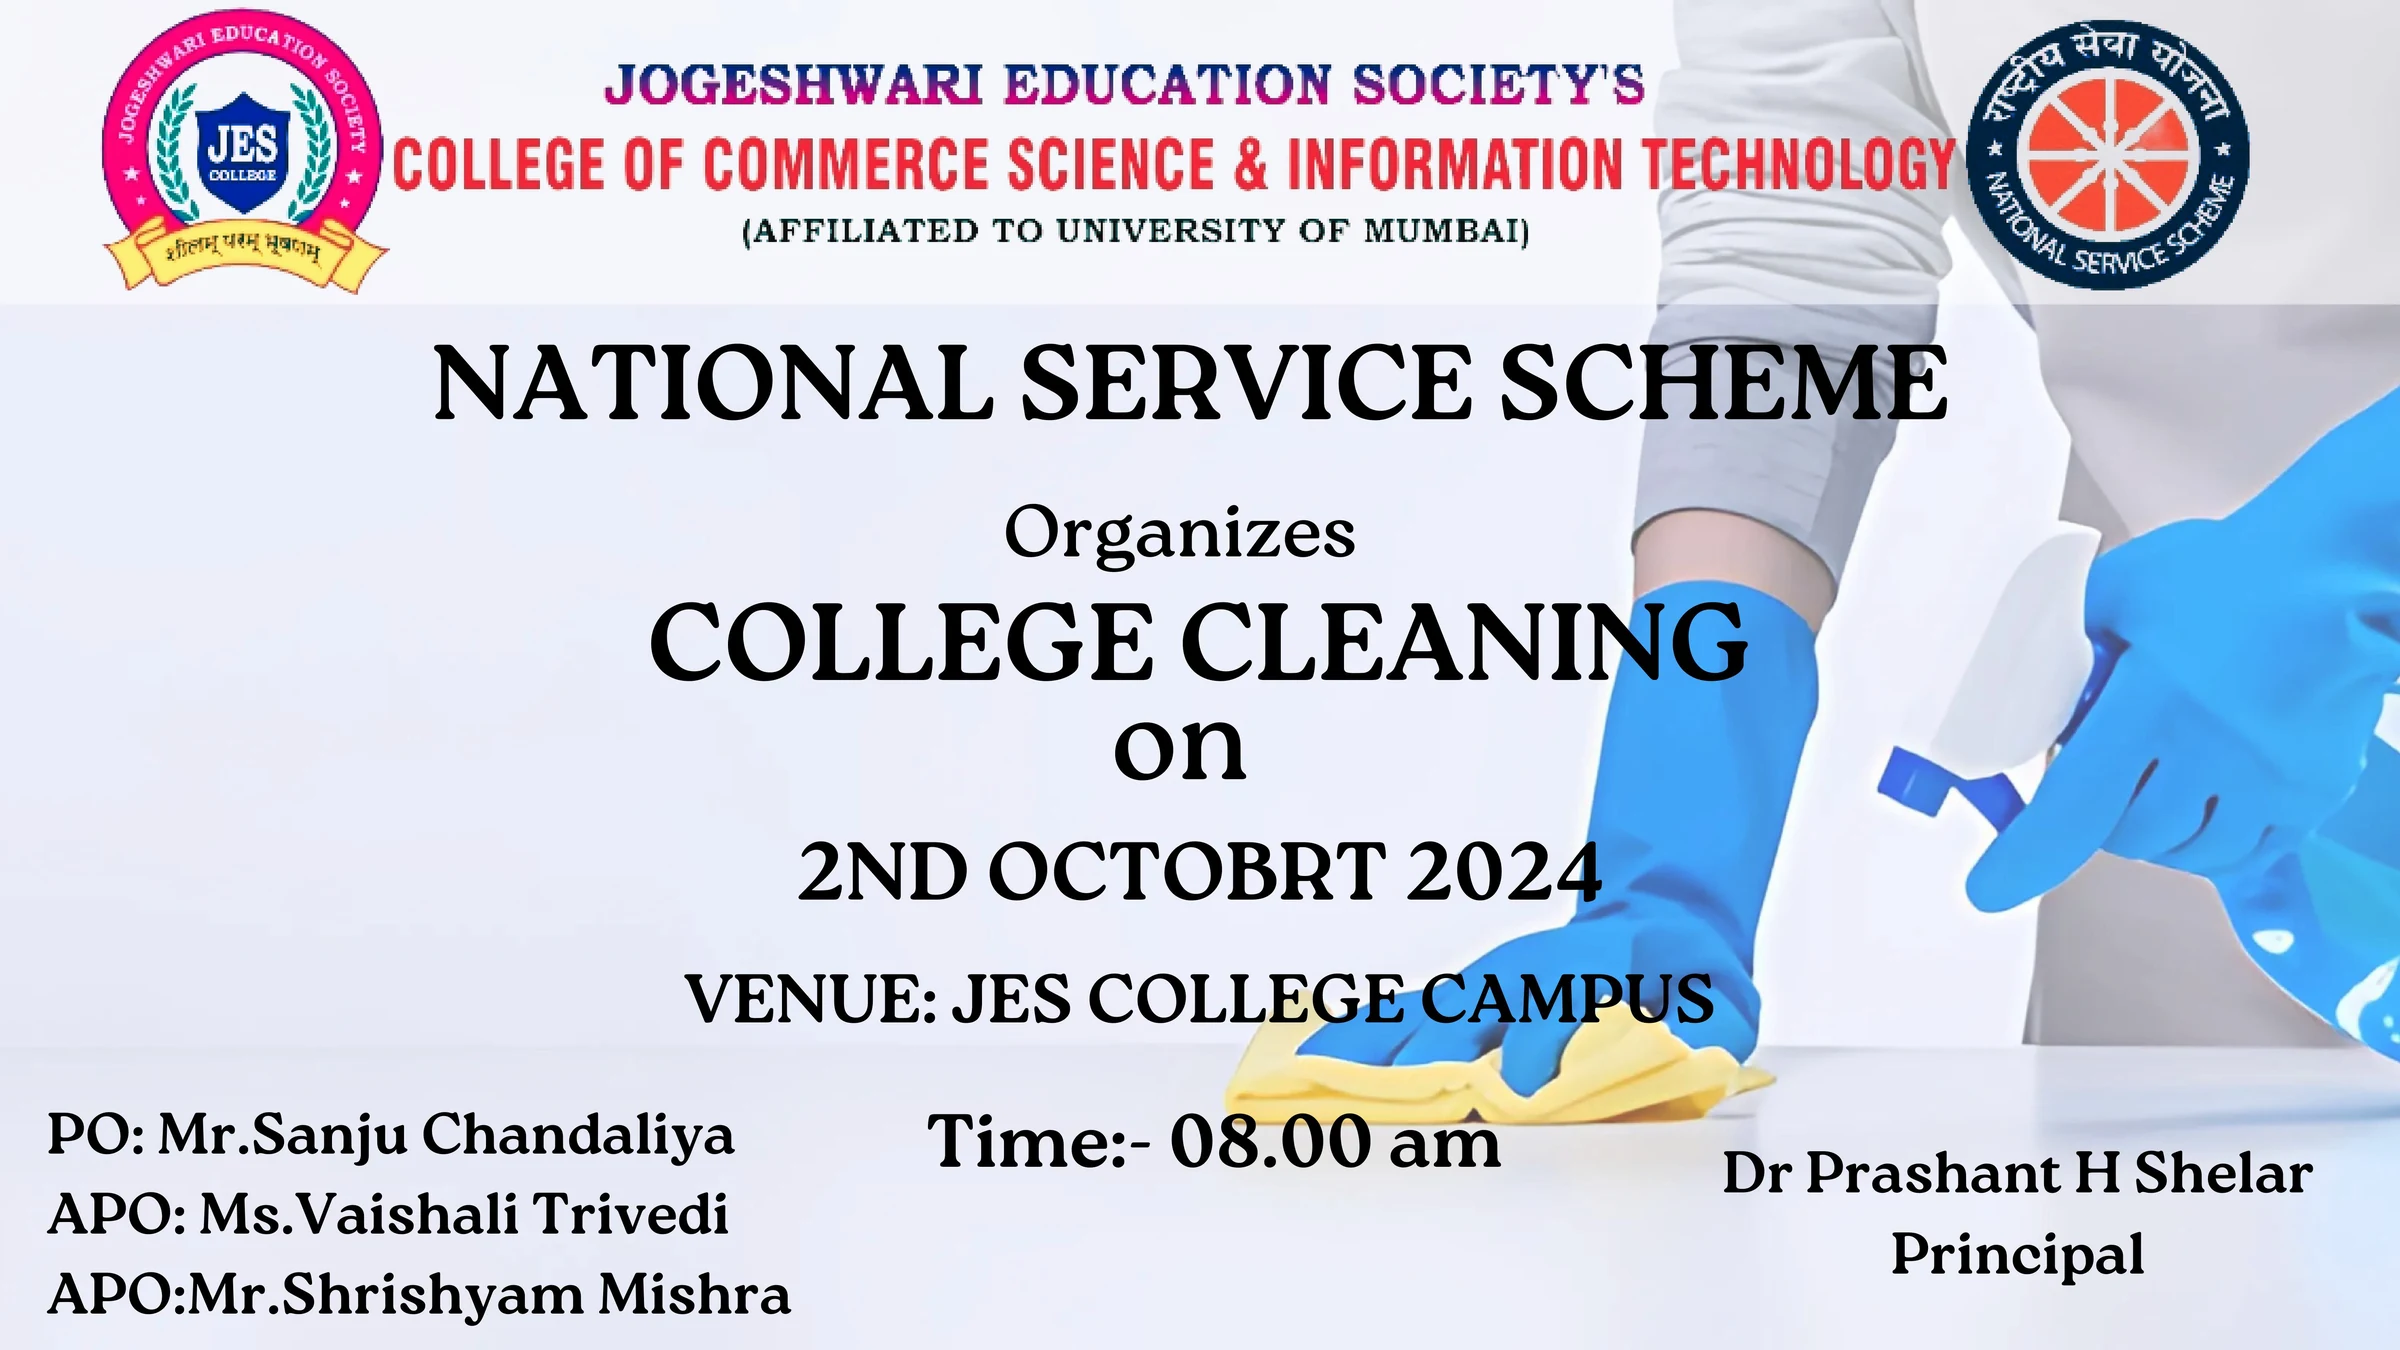 JOGESHWARI EDUCATION SOCIETY
JES
COLLEGE
शीलम् परम् भूषणम्
JOGESHWARI EDUCATION SOCIETY'S
COLLEGE OF COMMERCE SCIENCE & INFORMATION TECHNOLOGY
(AFFILIATED TO UNIVERSITY OF MUMBAI)
राष्ट्रीय सेवा योजना
NATIONAL SERVICE SCHEME
NATIONAL SERVICE SCHEME
Organizes
COLLEGE CLEANING
on
2ND OCTOBRT 2024
VENUE: JES COLLEGE CAMPUS
Time:- 08.00 am
PO: Mr.Sanju Chandaliya
APO: Ms.Vaishali Trivedi
APO:Mr.Shrishyam Mishra
Dr Prashant H Shelar
Principal